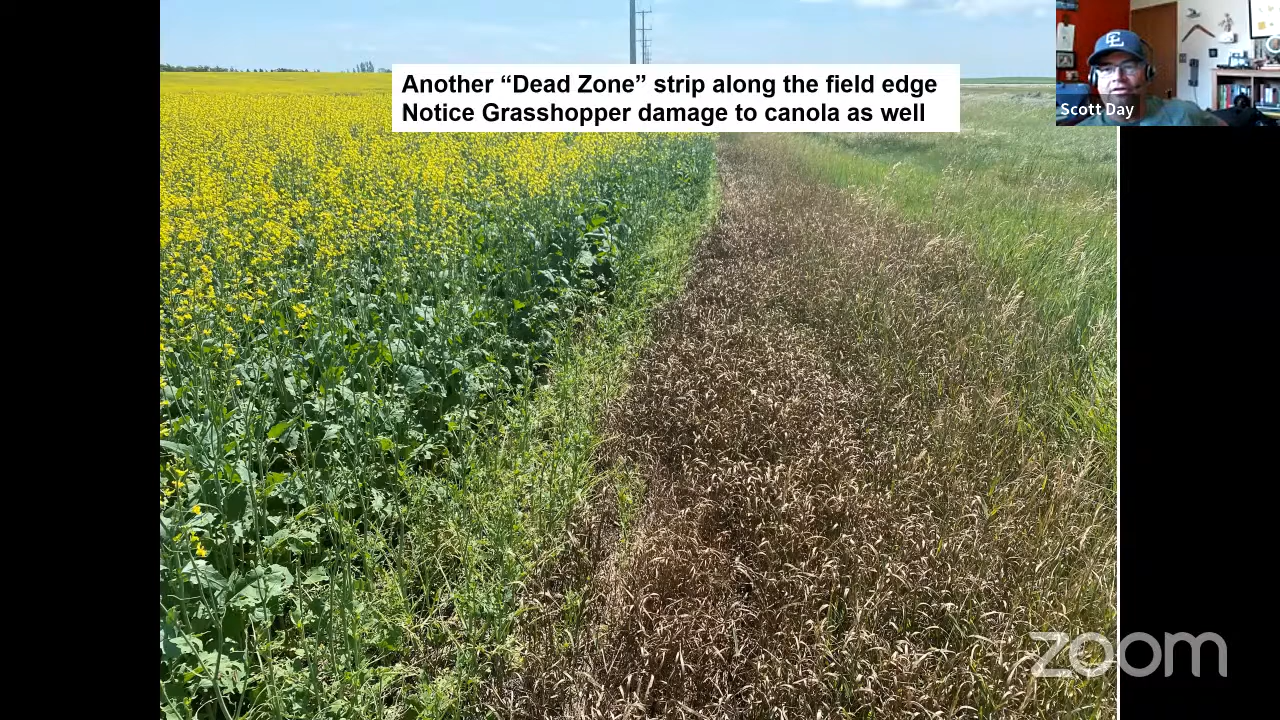 Another “Dead Zone” strip along the field edge
Notice Grasshopper damage to canola as well
Scott Day
zoom